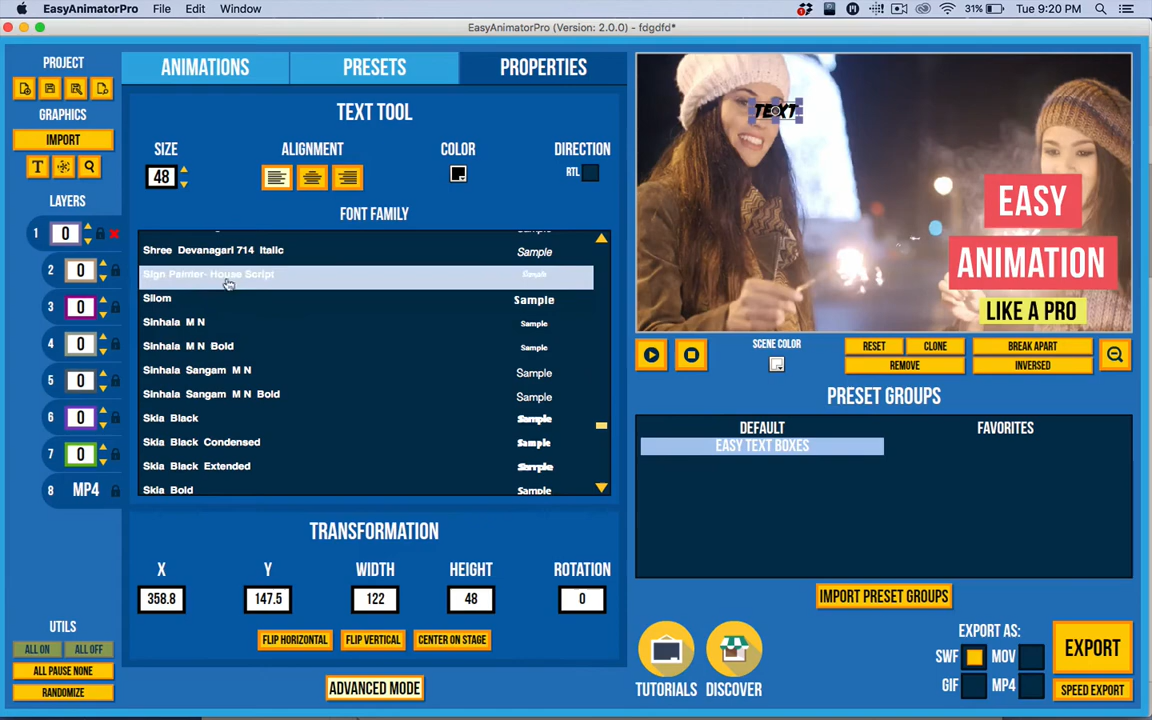 EasyAnimatorPro File Edit Window
31% Tue 9:20 PM
EasyAnimatorPro (Version: 2.0.0) - fdgdfd*
PROJECT
GRAPHICS
IMPORT
T
LAYERS
1 0
2 0
3 0
4 0
5 0
6 0
7 0
8 MP4
UTILS
ALL ON ALL OFF
ALL PAUSE NONE
RANDOMIZE
ANIMATIONS PRESETS PROPERTIES
TEXT TOOL
SIZE ALIGNMENT COLOR DIRECTION
48 RTL
FONT FAMILY
Sample
Shree Devanagari 714 Italic Sample
Sign Painter- House Script Sample
Silom Sample
Sinhala M N Sample
Sinhala M N Bold Sample
Sinhala Sangam M N Sample
Sinhala Sangam M N Bold Sample
Skia Black Sample
Skia Black Condensed Sample
Skia Black Extended Sample
Skia Bold Sample
TRANSFORMATION
X Y WIDTH HEIGHT ROTATION
358.8 147.5 122 48 0
FLIP HORIZONTAL FLIP VERTICAL CENTER ON STAGE
ADVANCED MODE
TEXT
EASY
ANIMATION
LIKE A PRO
SCENE COLOR
RESET CLONE BREAK APART
REMOVE INVERSED
PRESET GROUPS
DEFAULT FAVORITES
EASY TEXT BOXES
IMPORT PRESET GROUPS
TUTORIALS DISCOVER
EXPORT AS:
SWF MOV
GIF MP4
EXPORT
SPEED EXPORT